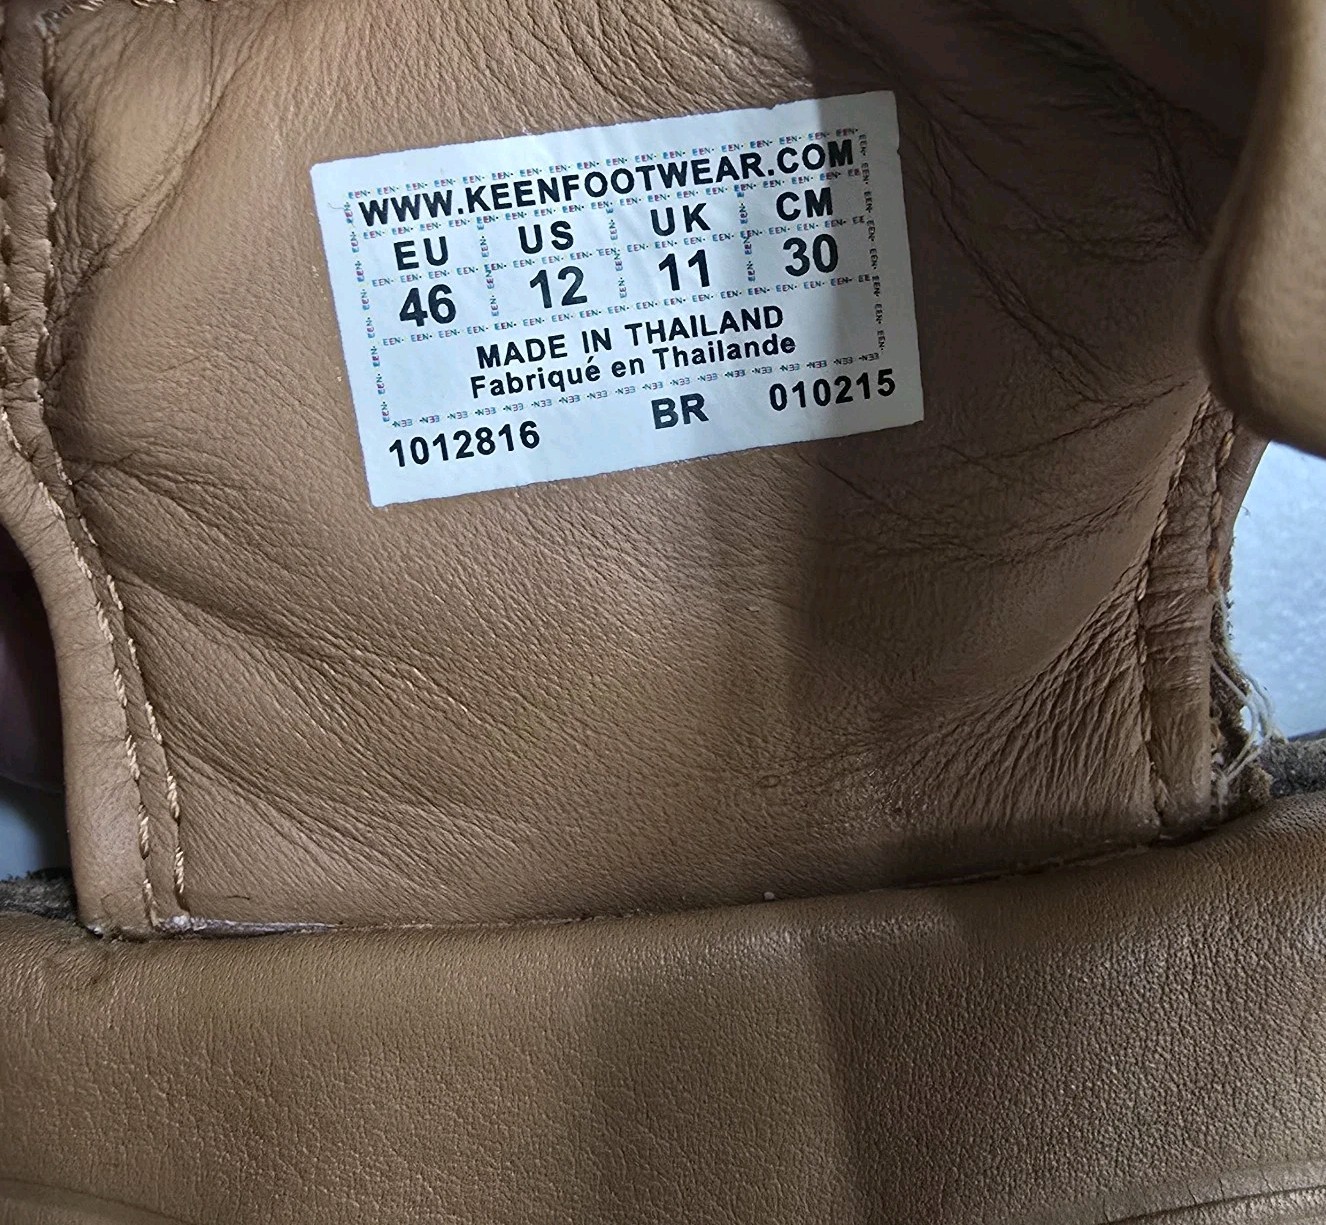 WWW.KEENFOOTWEAR.COM
EU US UK CM
46 12 11 30
MADE IN THAILAND
Fabriqué en Thailande
1012816 BR 010215